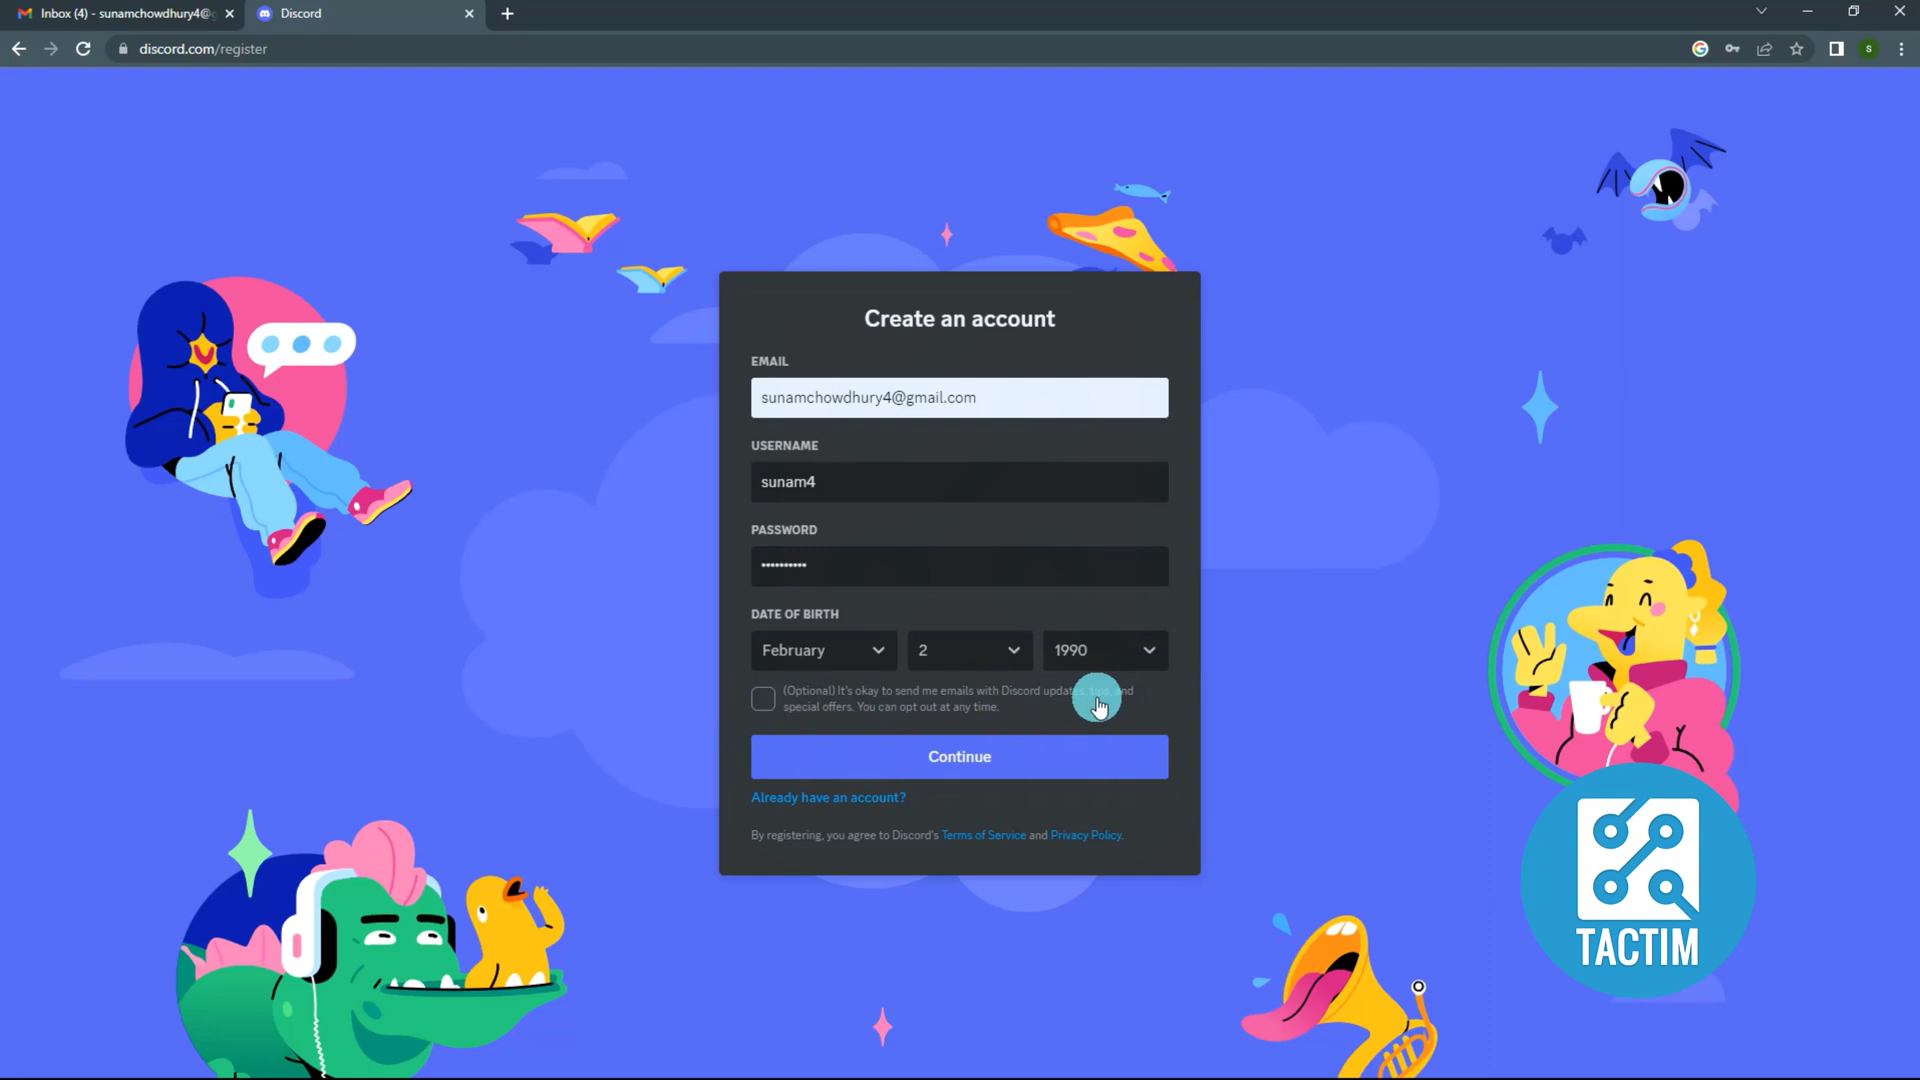 Inbox (4) - sunamchowdhury4@g
Discord
discord.com/register
S
Create an account
EMAIL
sunamchowdhury4@gmail.com
USERNAME
sunam4
PASSWORD
••••••••••
DATE OF BIRTH
February 2 1990
(Optional) It's okay to send me emails with Discord updates, tips, and
special offers. You can opt out at any time.
Continue
Already have an account?
By registering, you agree to Discord's Terms of Service and Privacy Policy.
TACTIM